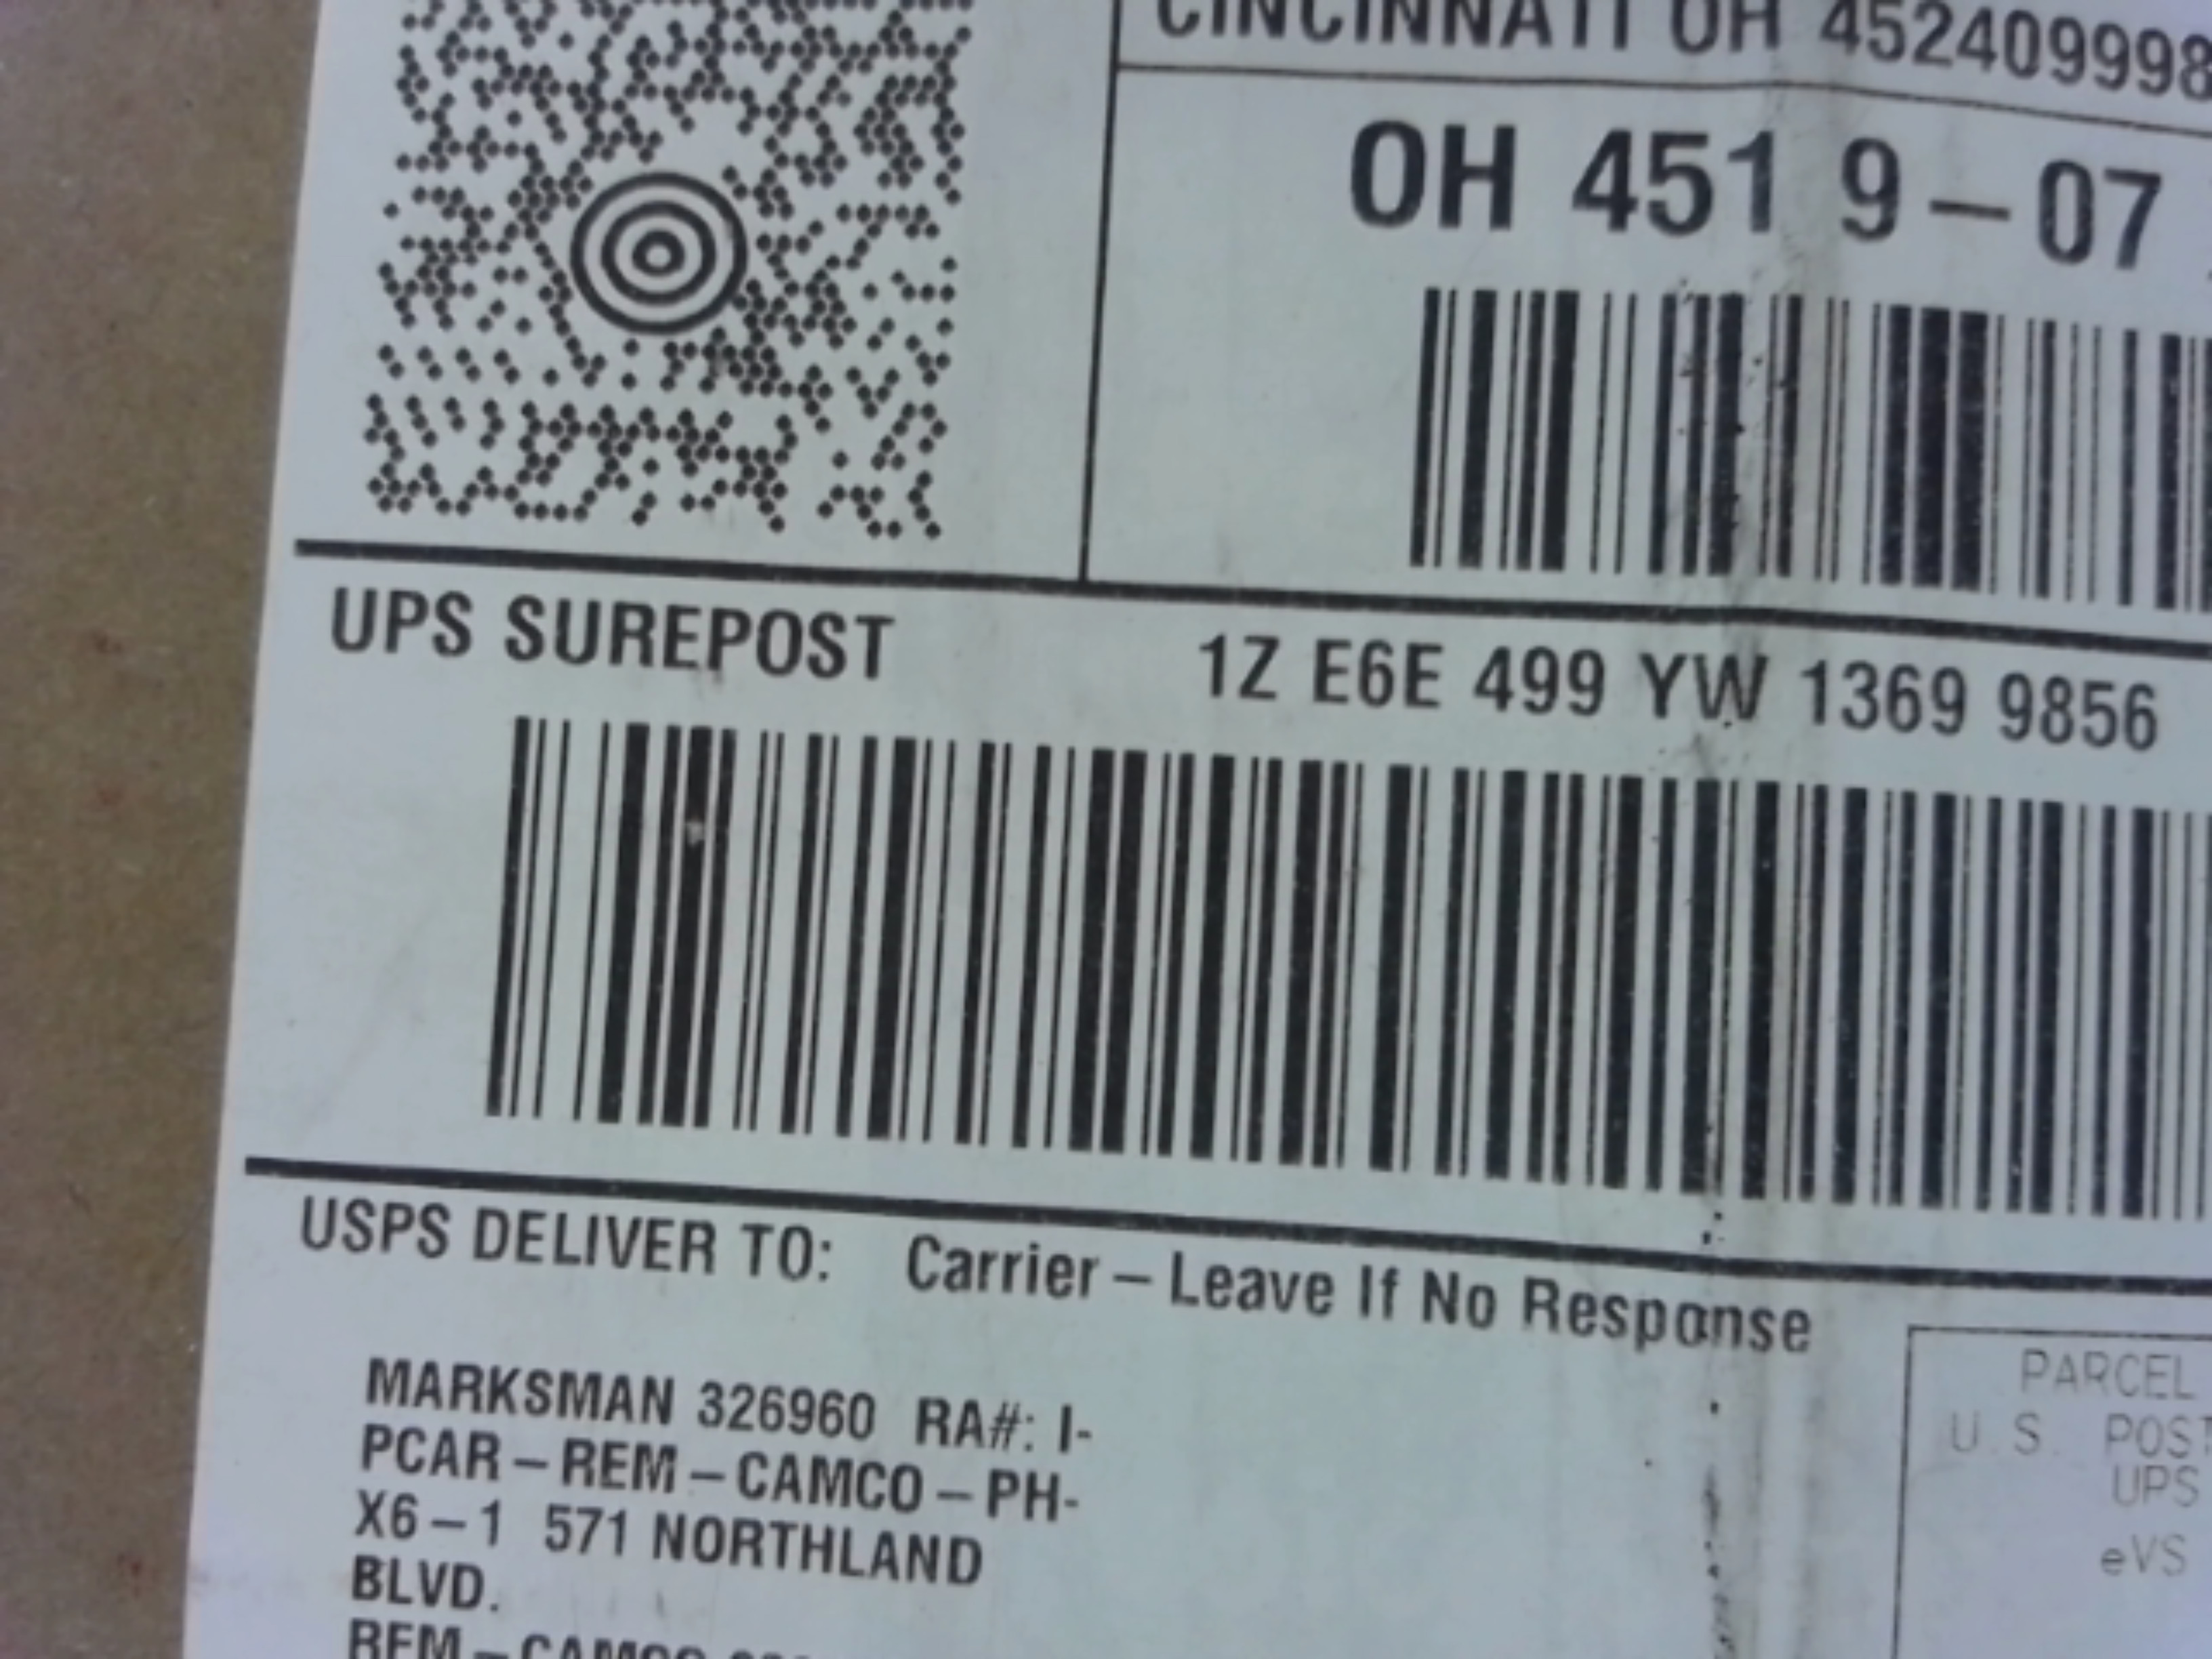 CINCINNATI OH 452409998
OH 451 9-07
UPS SUREPOST 1Z E6E 499 YW 1369 9856
USPS DELIVER TO: Carrier - Leave If No Response
MARKSMAN 326960 RA#: I-
PCAR-REM-CAMCO-PH-
X6-1 571 NORTHLAND
BLVD.
REM-CAMCO
PARCEL
U.S. POST
UPS
eVS